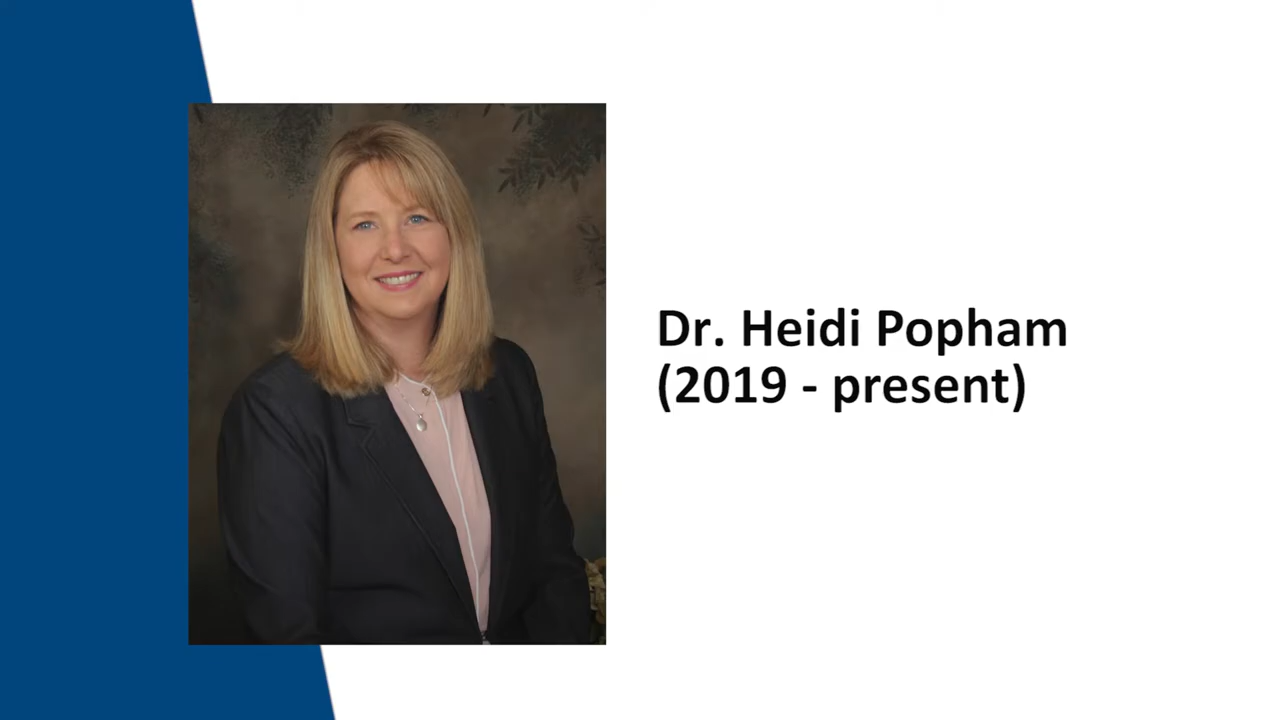 Dr. Heidi Popham
(2019 - present)